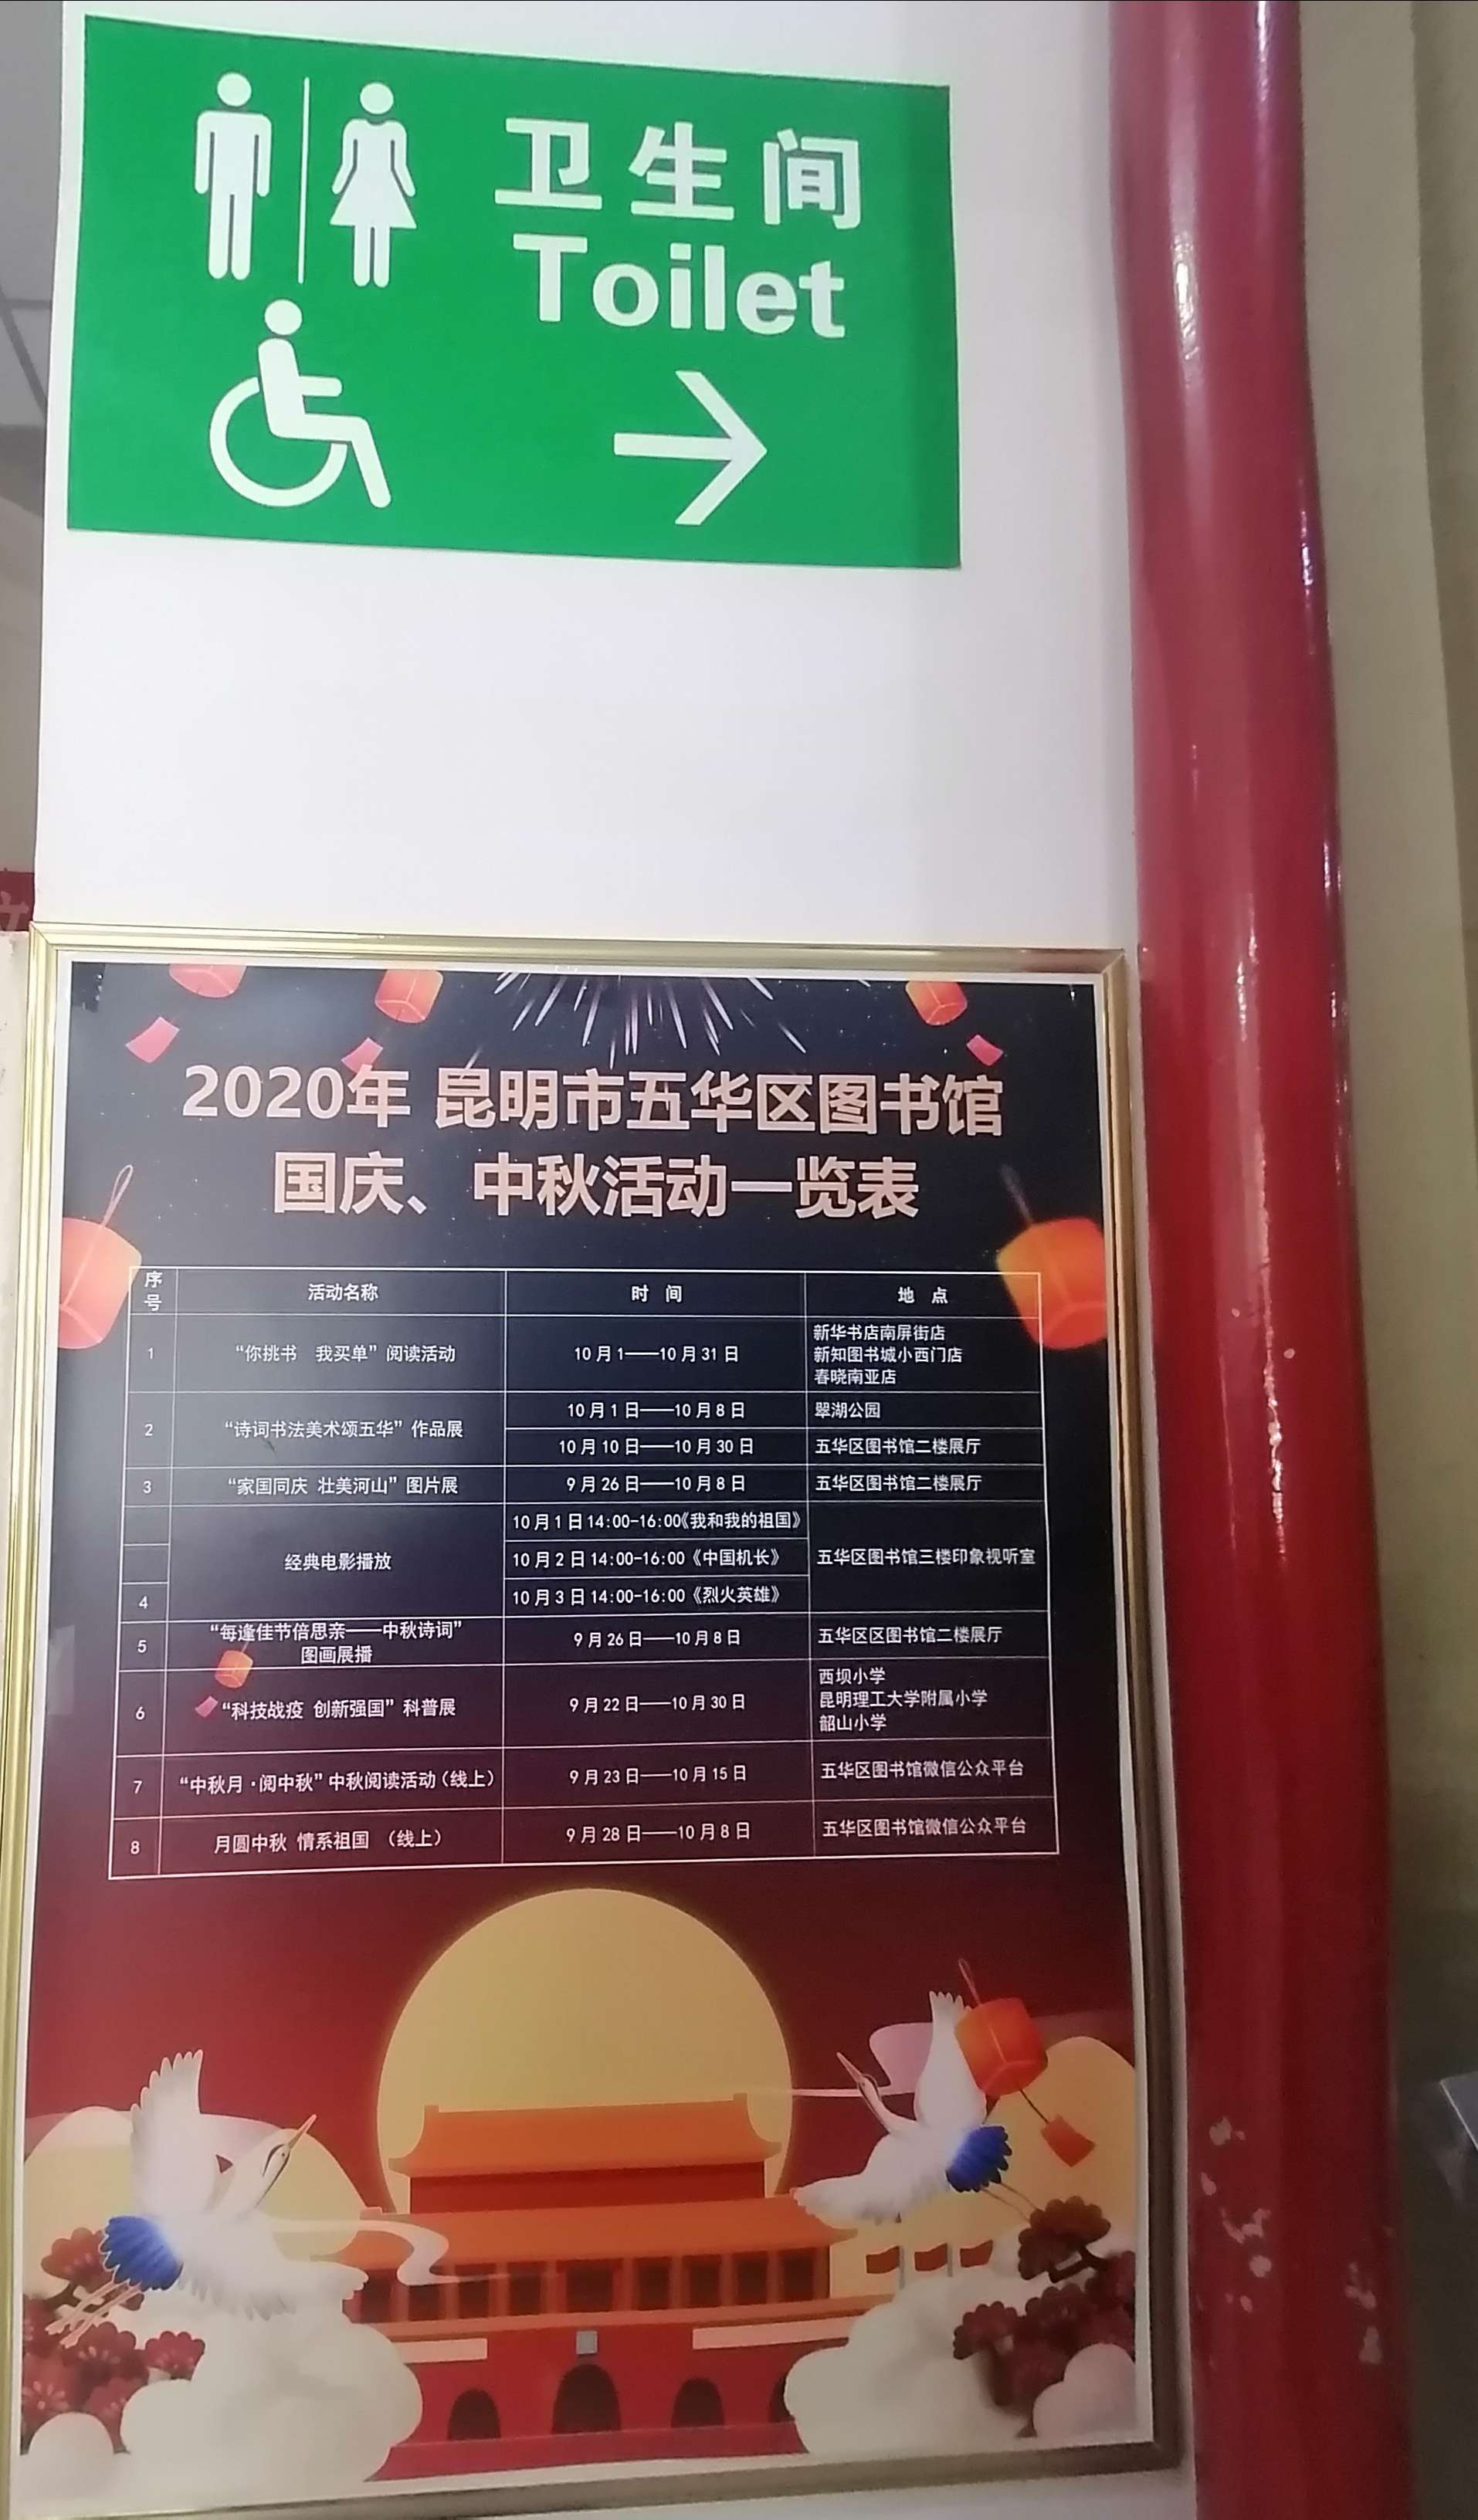 卫生间
Toilet
2020年 昆明市五华区图书馆
国庆、中秋活动一览表
序号 活动名称 时 间 地 点
1 “你挑书 我买单”阅读活动 10月1——10月31日 新华书店南屏街店
新知图书城小西门店
春晓南亚店
2 “诗词书法美术颂五华”作品展 10月1日——10月8日 翠湖公园
10月10日——10月30日 五华区图书馆二楼展厅
3 “家国同庆 壮美河山”图片展 9月26日——10月8日 五华区图书馆二楼展厅
4 经典电影播放 10月1日14:00-16:00《我和我的祖国》 五华区图书馆三楼印象视听室
10月2日14:00-16:00《中国机长》
10月3日14:00-16:00《烈火英雄》
5 “每逢佳节倍思亲——中秋诗词”
图画展播 9月26日——10月8日 五华区区图书馆二楼展厅
6 “科技战疫 创新强国”科普展 9月22日——10月30日 西坝小学
昆明理工大学附属小学
韶山小学
7 “中秋月·阅中秋”中秋阅读活动（线上） 9月23日——10月15日 五华区图书馆微信公众平台
8 月圆中秋 情系祖国 （线上） 9月28日——10月8日 五华区图书馆微信公众平台